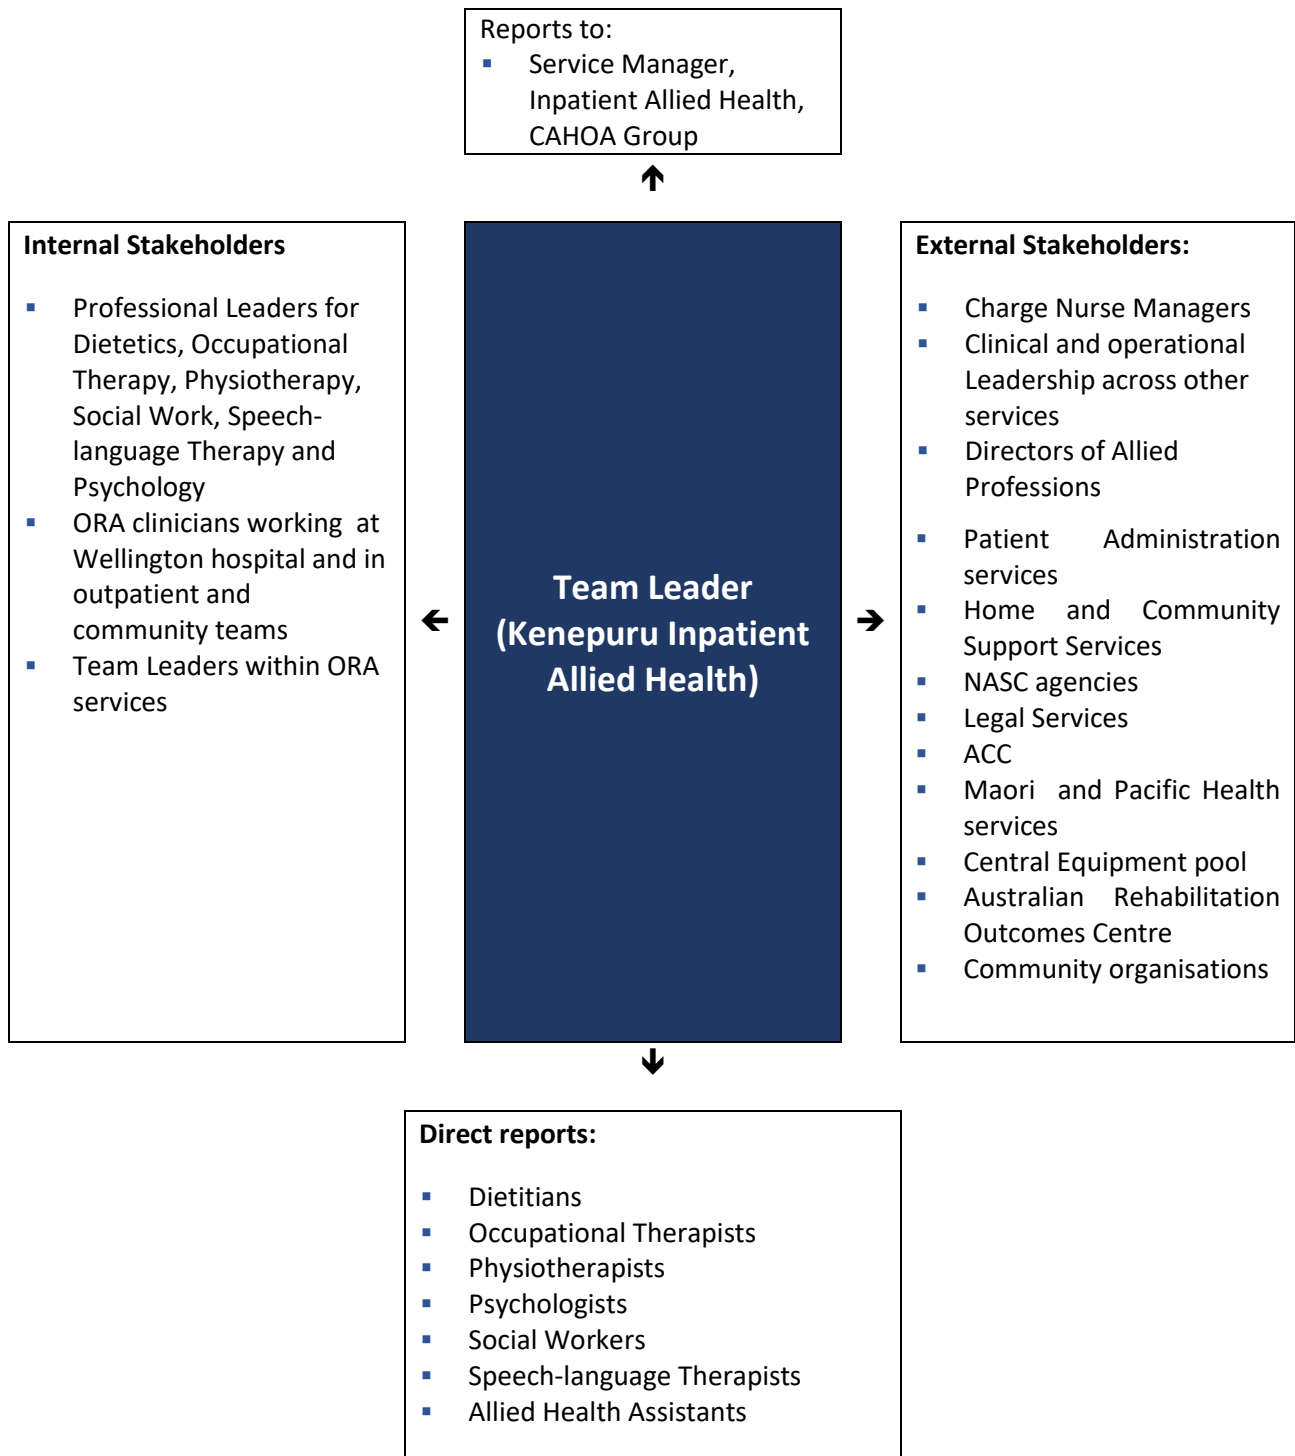 Reports to:
▪ Service Manager,
Inpatient Allied Health,
CAHOA Group
🡩
Internal Stakeholders
▪ Professional Leaders for
Dietetics, Occupational
Therapy, Physiotherapy,
Social Work, Speech-
language Therapy and
Psychology
▪ ORA clinicians working at
Wellington hospital and in
outpatient and
community teams
▪ Team Leaders within ORA
services
🡨
Team Leader
(Kenepuru Inpatient
Allied Health)
🡪
External Stakeholders:
▪ Charge Nurse Managers
▪ Clinical and operational
Leadership across other
services
▪ Directors of Allied
Professions
▪ Patient Administration
services
▪ Home and Community
Support Services
▪ NASC agencies
▪ Legal Services
▪ ACC
▪ Maori and Pacific Health
services
▪ Central Equipment pool
▪ Australian Rehabilitation
Outcomes Centre
▪ Community organisations
🡫
Direct reports:
▪ Dietitians
▪ Occupational Therapists
▪ Physiotherapists
▪ Psychologists
▪ Social Workers
▪ Speech-language Therapists
▪ Allied Health Assistants